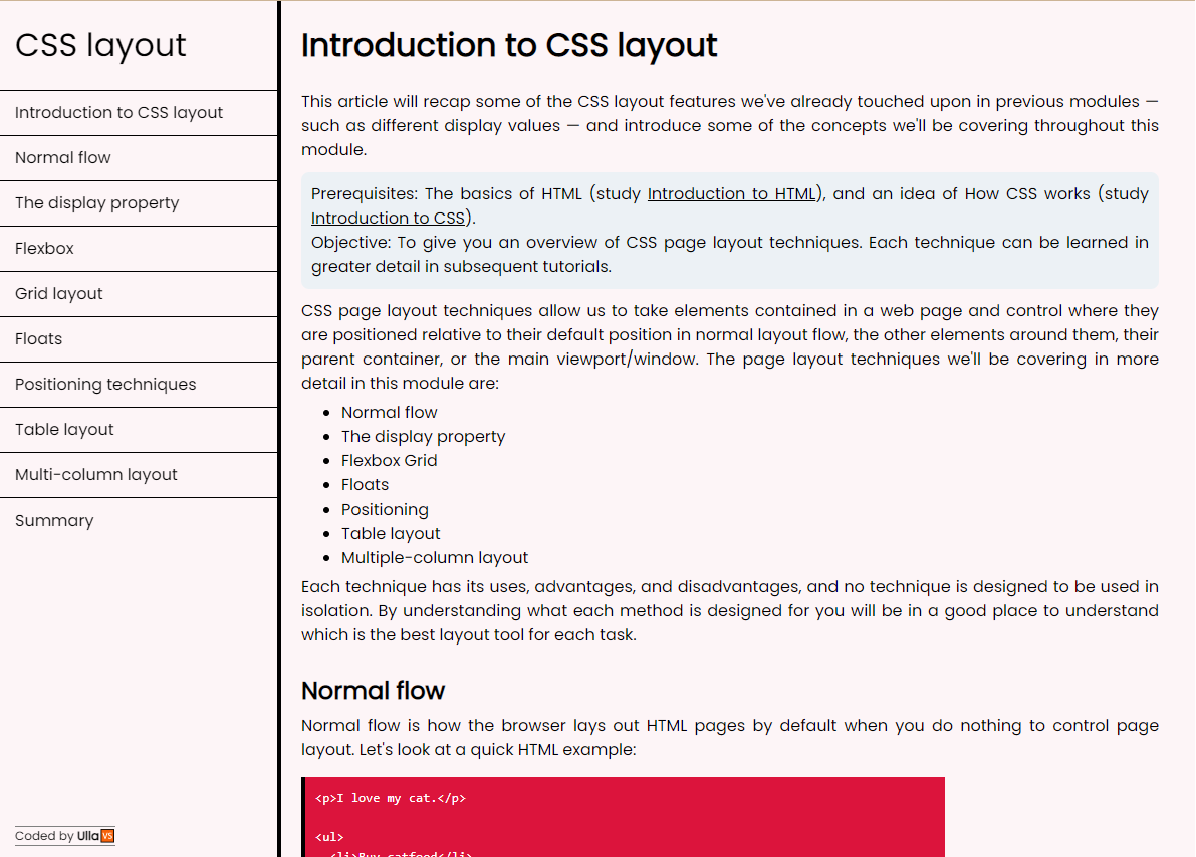 CSS layout
Introduction to CSS layout
Normal flow
The display property
Flexbox
Grid layout
Floats
Positioning techniques
Table layout
Multi-column layout
Summary
Coded by Ulla VS
Introduction to CSS layout
This article will recap some of the CSS layout features we've already touched upon in previous modules —
such as different display values — and introduce some of the concepts we'll be covering throughout this
module.
Prerequisites: The basics of HTML (study Introduction to HTML), and an idea of How CSS works (study
Introduction to CSS).
Objective: To give you an overview of CSS page layout techniques. Each technique can be learned in
greater detail in subsequent tutorials.
CSS page layout techniques allow us to take elements contained in a web page and control where they
are positioned relative to their default position in normal layout flow, the other elements around them, their
parent container, or the main viewport/window. The page layout techniques we'll be covering in more
detail in this module are:
Normal flow
The display property
Flexbox Grid
Floats
Positioning
Table layout
Multiple-column layout
Each technique has its uses, advantages, and disadvantages, and no technique is designed to be used in
isolation. By understanding what each method is designed for you will be in a good place to understand
which is the best layout tool for each task.
Normal flow
Normal flow is how the browser lays out HTML pages by default when you do nothing to control page
layout. Let's look at a quick HTML example:
<p>I love my cat.</p>
<ul>
<li>Buy catfood</li>